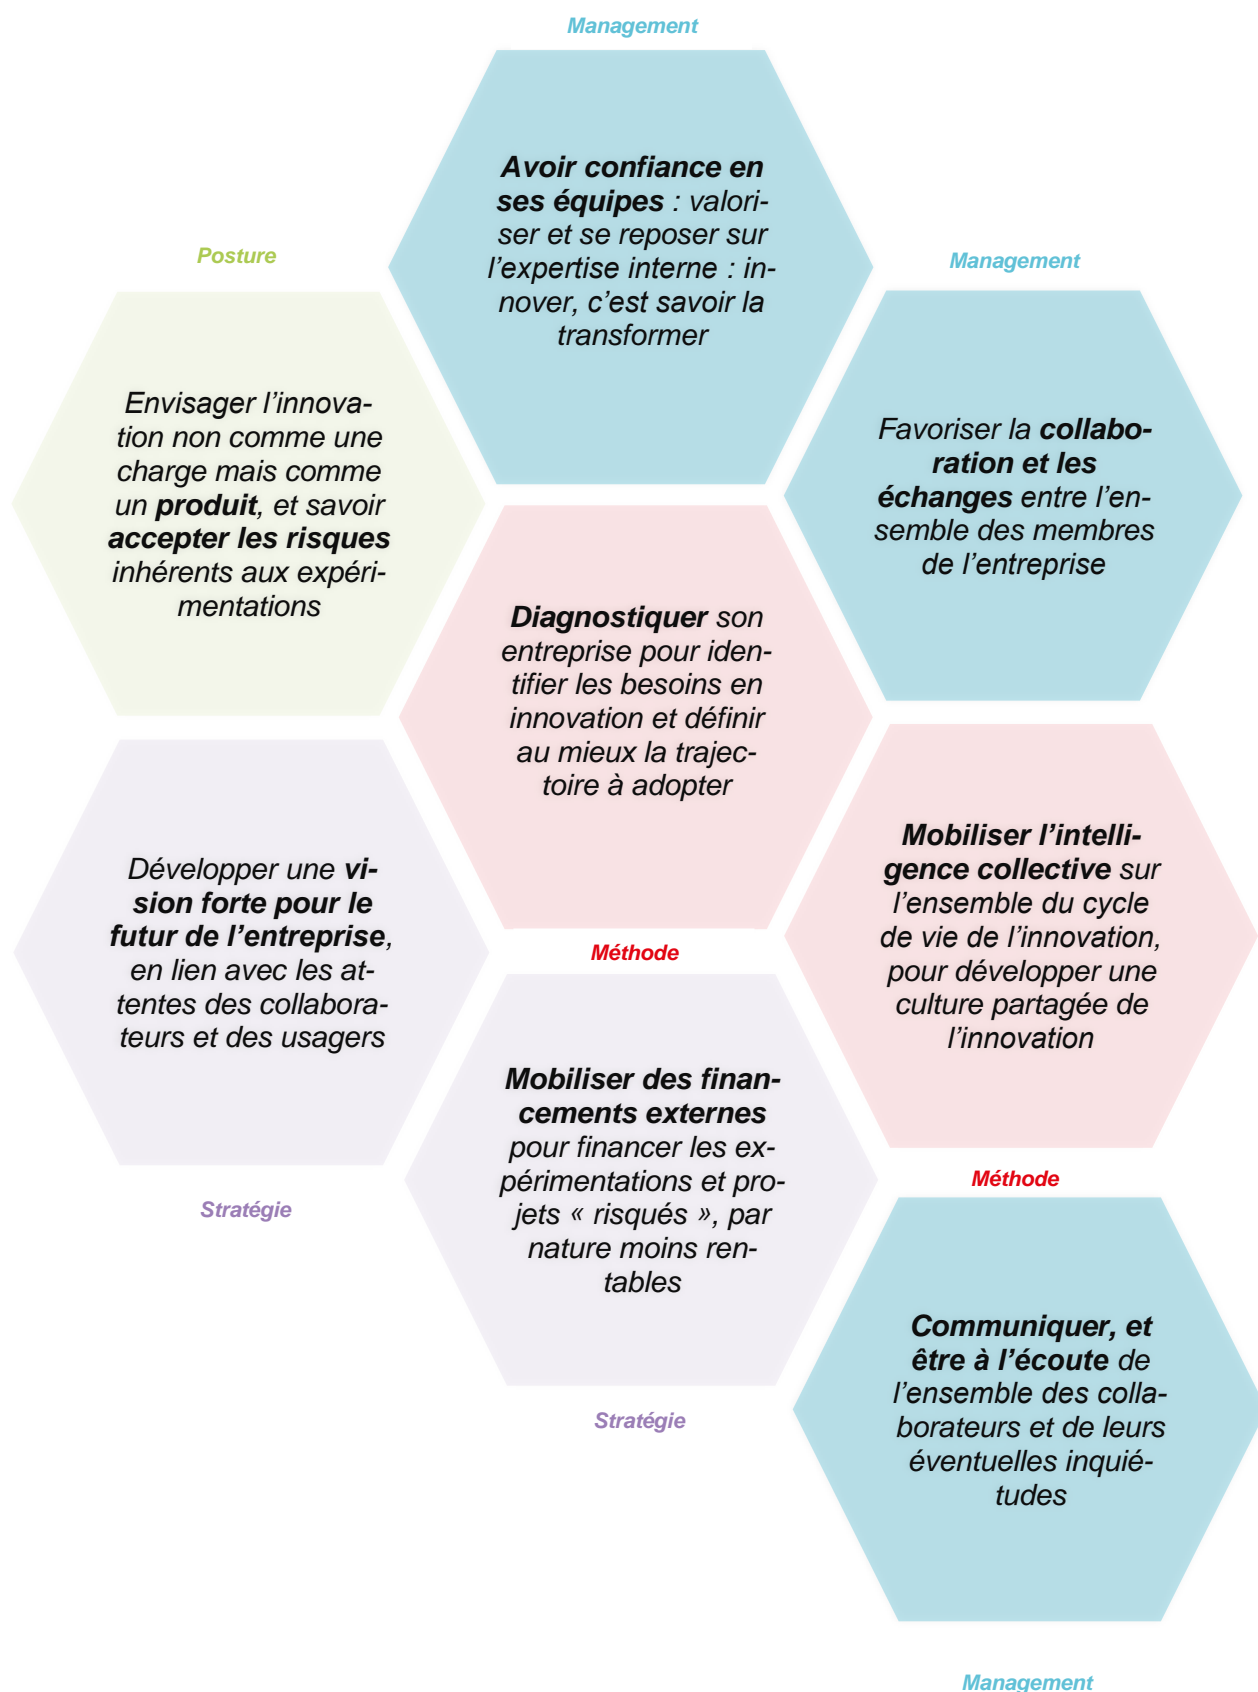 Management
Avoir confiance en
ses équipes : valori-
ser et se reposer sur
l’expertise interne : in-
nover, c’est savoir la
transformer
Posture
Envisager l’innova-
tion non comme une
charge mais comme
un produit, et savoir
accepter les risques
inhérents aux expéri-
mentations
Management
Favoriser la collabo-
ration et les
échanges entre l’en-
semble des membres
de l’entreprise
Diagnostiquer son
entreprise pour iden-
tifier les besoins en
innovation et définir
au mieux la trajec-
toire à adopter
Méthode
Développer une vi-
sion forte pour le
futur de l’entreprise,
en lien avec les at-
tentes des collabora-
teurs et des usagers
Stratégie
Mobiliser l’intelli-
gence collective sur
l’ensemble du cycle
de vie de l’innovation,
pour développer une
culture partagée de
l’innovation
Méthode
Mobiliser des finan-
cements externes
pour financer les ex-
périmentations et pro-
jets « risqués », par
nature moins ren-
tables
Stratégie
Communiquer, et
être à l’écoute de
l’ensemble des colla-
borateurs et de leurs
éventuelles inquié-
tudes
Management